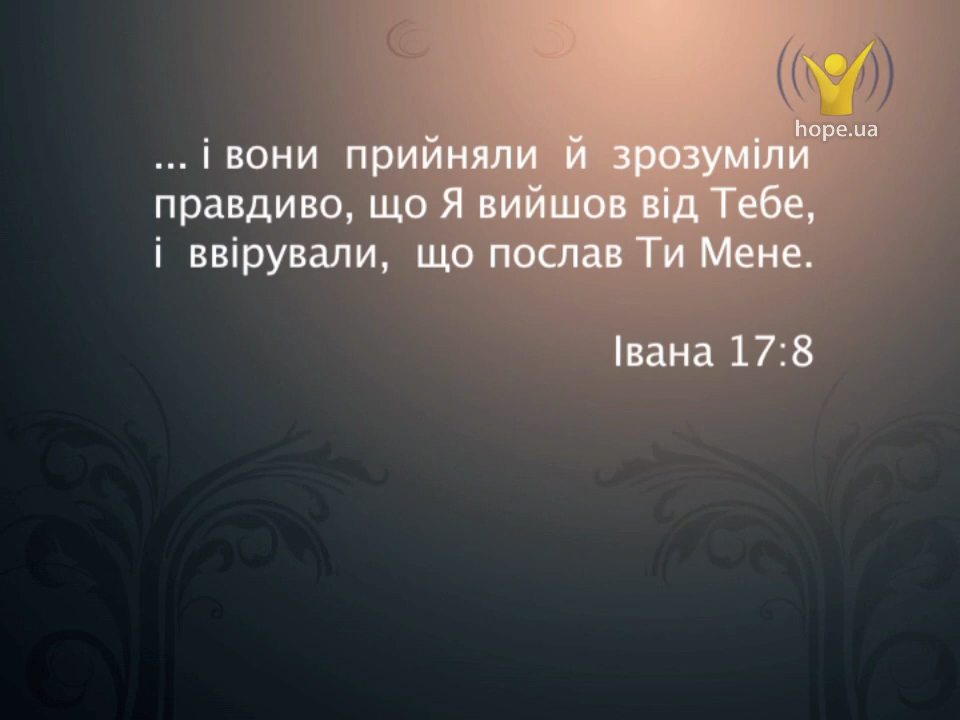 hope.ua
... і вони прийняли й зрозуміли
правдиво, що Я вийшов від Тебе,
і ввірували, що послав Ти Мене.
Івана 17:8